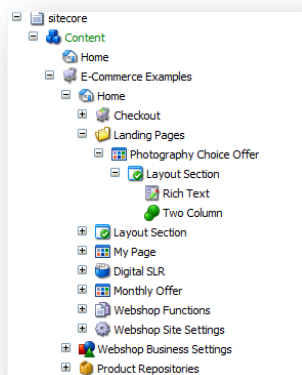 sitecore
Content
Home
E-Commerce Examples
Home
Checkout
Landing Pages
Photography Choice Offer
Layout Section
Rich Text
Two Column
Layout Section
My Page
Digital SLR
Monthly Offer
Webshop Functions
Webshop Site Settings
Webshop Business Settings
Product Repositories